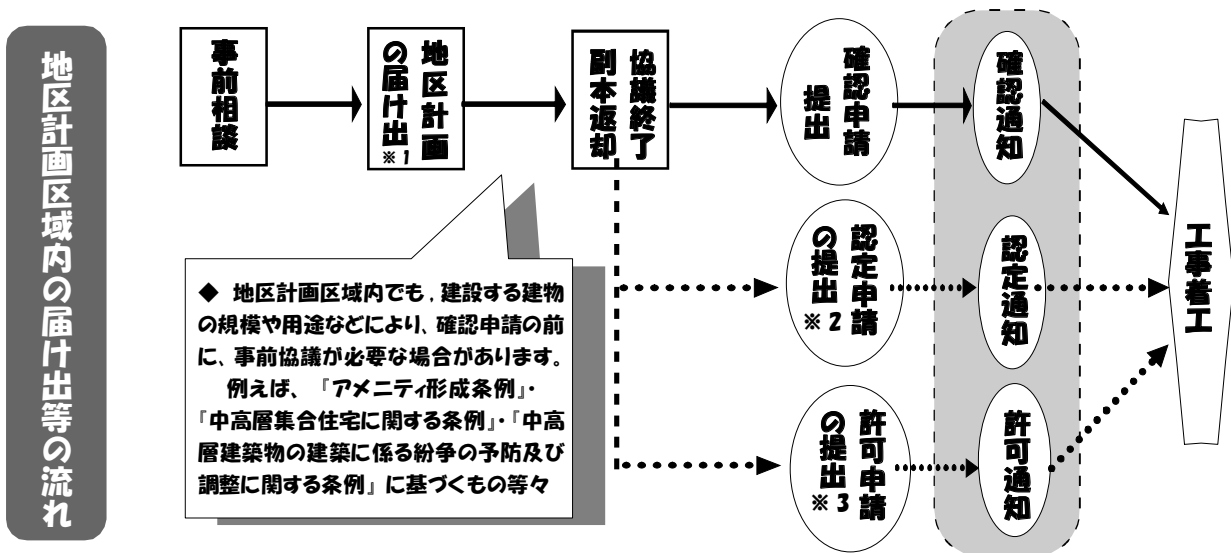 地区計画区域内の届け出等の流れ
事前相談
地区計画
の届け出※1
協議終了
副本返却
確認申請
提出
確認通知
認定申請
の提出※2
認定通知
許可申請
の提出※3
許可通知
工事着工
◆ 地区計画区域内でも,建設する建物
の規模や用途などにより、確認申請の前
に、事前協議が必要な場合があります。
例えば、『アメニティ形成条例』・
『中高層集合住宅に関する条例』・『中高
層建築物の建築に係る紛争の予防及び
調整に関する条例』に基づくもの等々